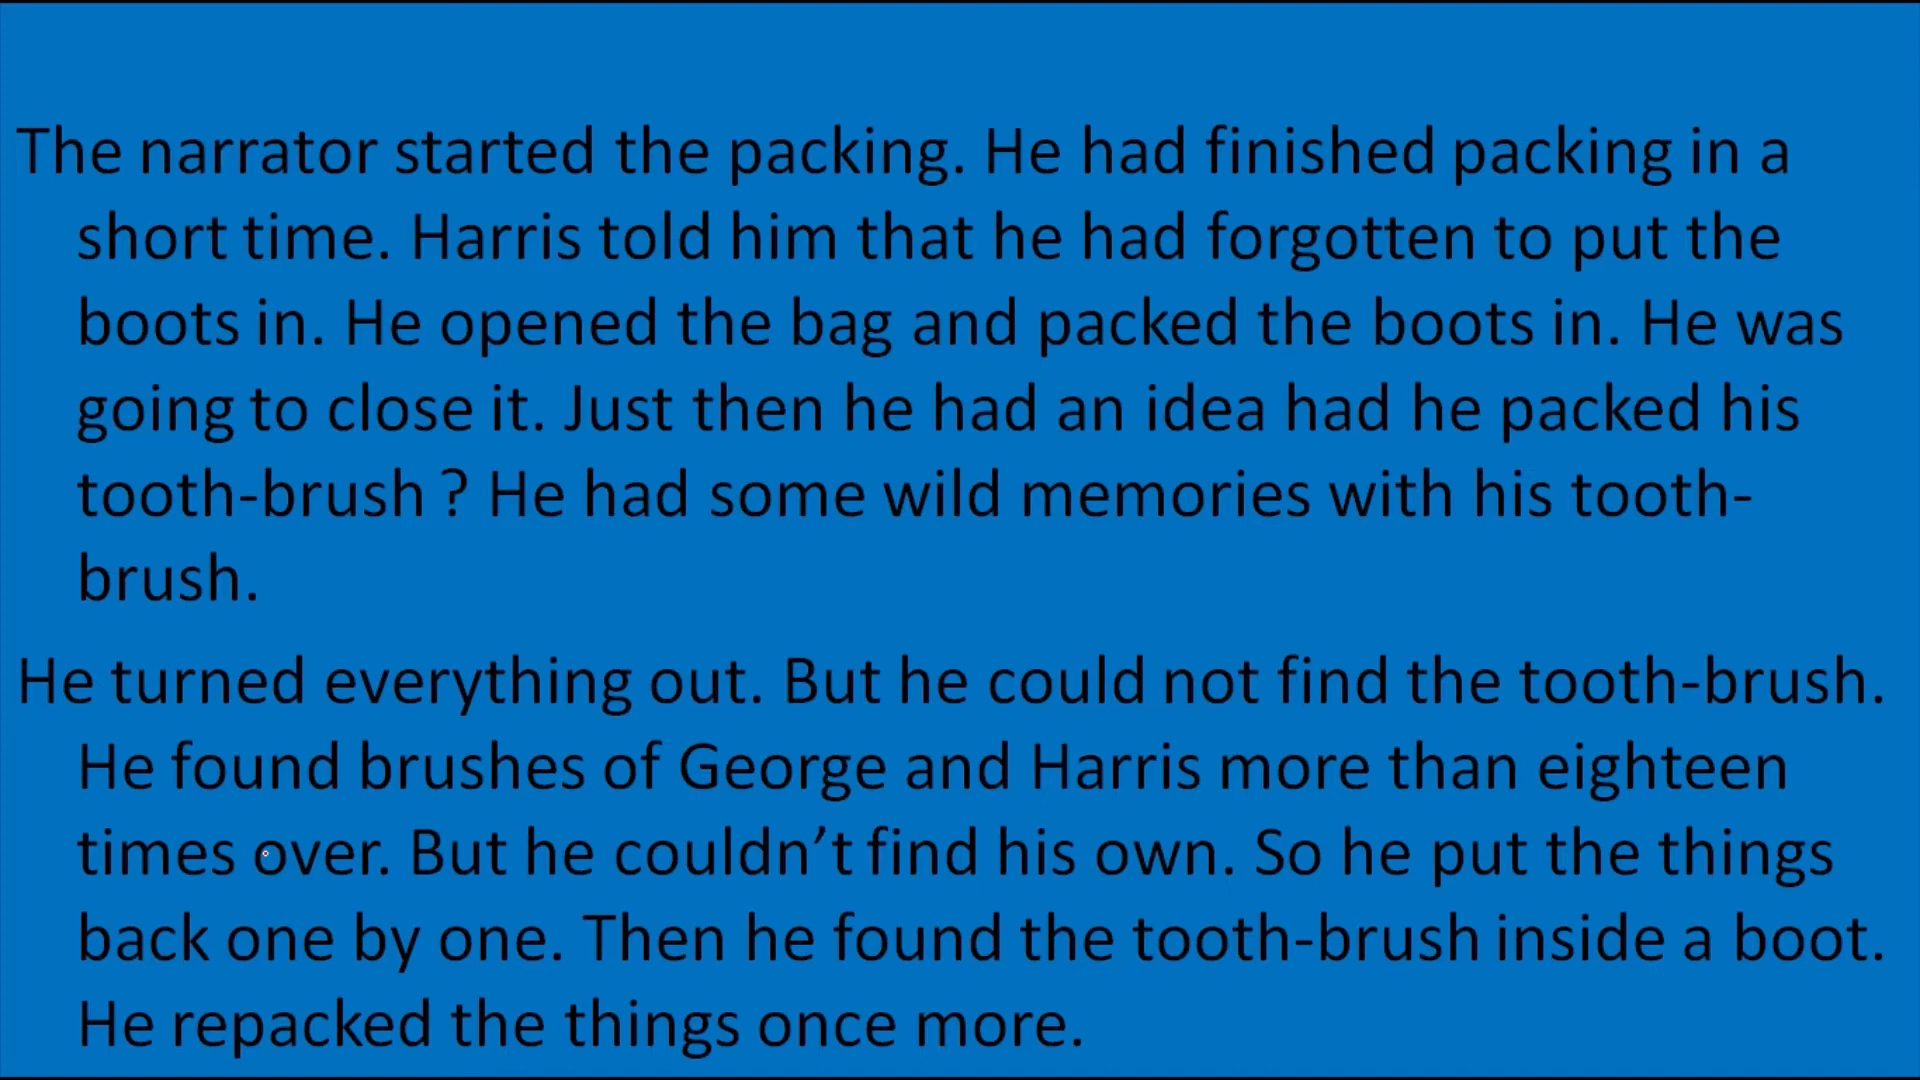 The narrator started the packing. He had finished packing in a
short time. Harris told him that he had forgotten to put the
boots in. He opened the bag and packed the boots in. He was
going to close it. Just then he had an idea had he packed his
tooth-brush ? He had some wild memories with his tooth-
brush.
He turned everything out. But he could not find the tooth-brush.
He found brushes of George and Harris more than eighteen
times over. But he couldn’t find his own. So he put the things
back one by one. Then he found the tooth-brush inside a boot.
He repacked the things once more.